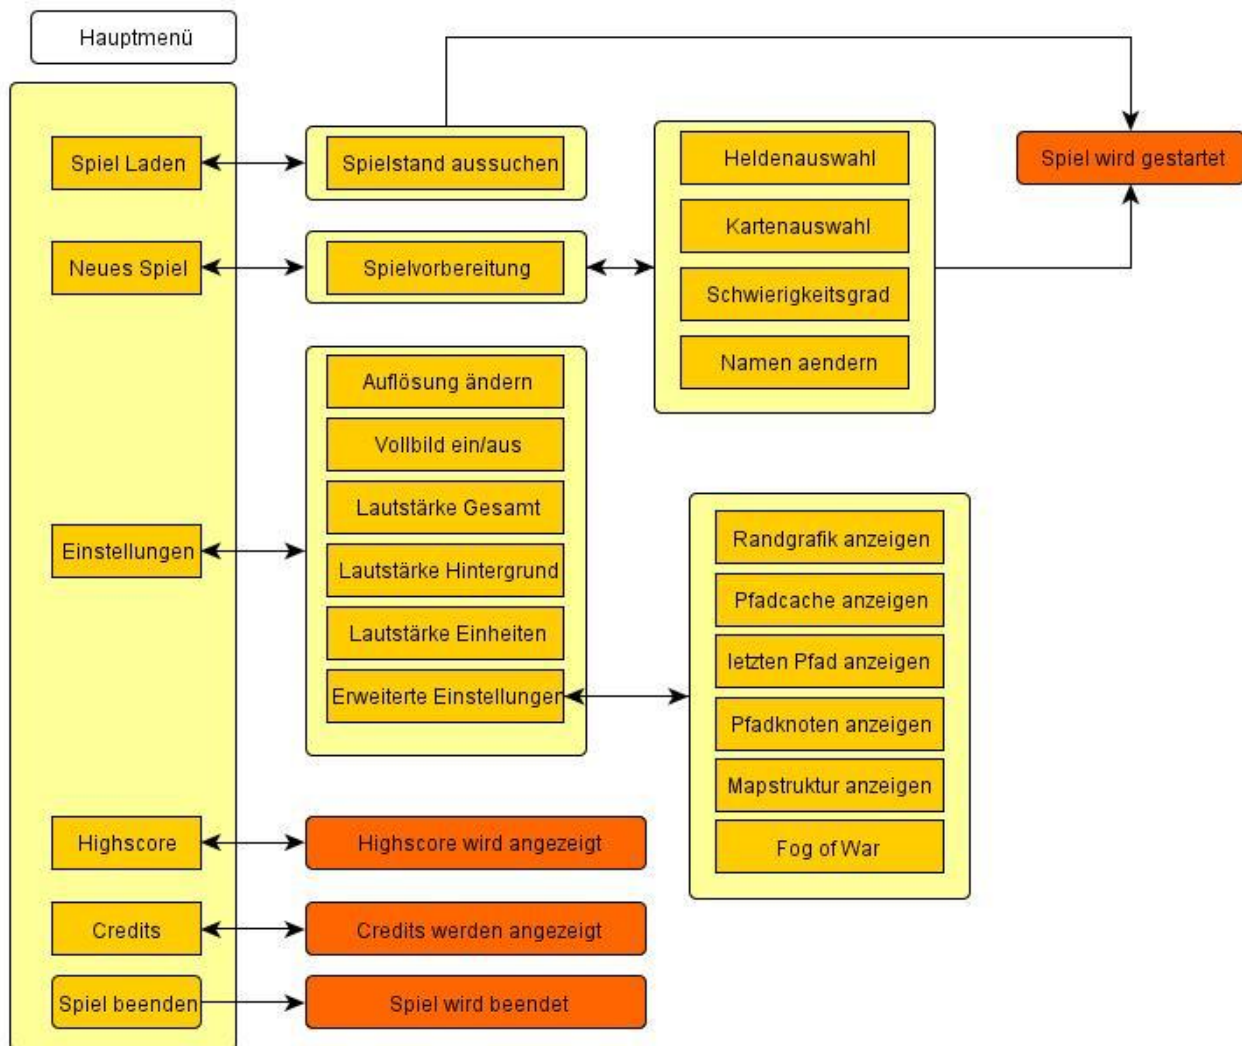 Hauptmenü
Spiel Laden
Spielstand aussuchen
Heldenauswahl
Spiel wird gestartet
Kartenauswahl
Neues Spiel
Spielvorbereitung
Schwierigkeitsgrad
Namen aendern
Auflösung ändern
Vollbild ein/aus
Lautstärke Gesamt
Einstellungen
Lautstärke Hintergrund
Lautstärke Einheiten
Erweiterte Einstellungen
Randgrafik anzeigen
Pfadcache anzeigen
letzten Pfad anzeigen
Pfadknoten anzeigen
Mapstruktur anzeigen
Fog of War
Highscore
Highscore wird angezeigt
Credits
Credits werden angezeigt
Spiel beenden
Spiel wird beendet